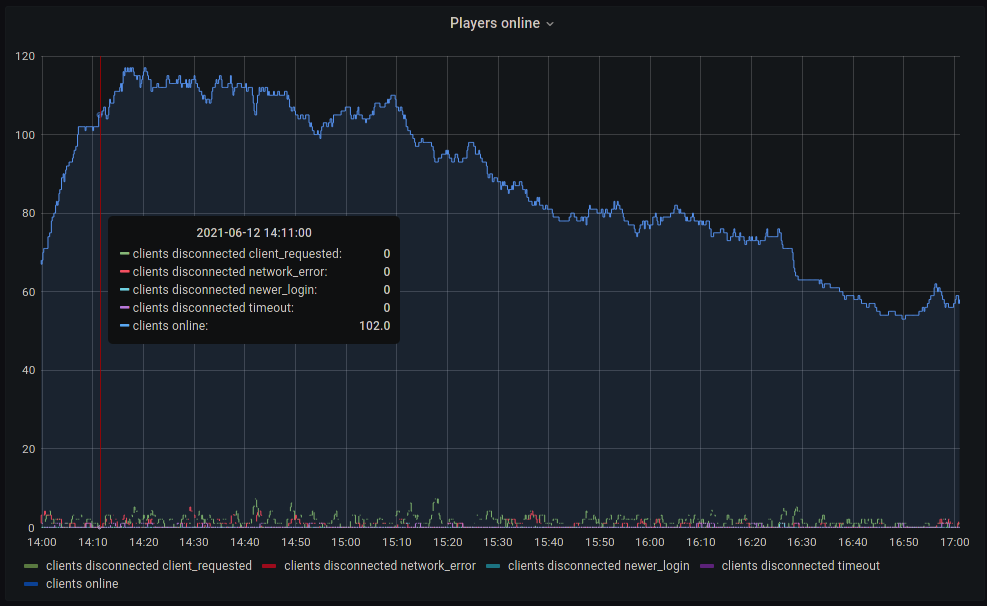 Players online
120
100
80
60
40
20
0
2021-06-12 14:11:00
clients disconnected client_requested: 0
clients disconnected network_error: 0
clients disconnected newer_login: 0
clients disconnected timeout: 0
clients online: 102.0
14:00 14:10 14:20 14:30 14:40 14:50 15:00 15:10 15:20 15:30 15:40 15:50 16:00 16:10 16:20 16:30 16:40 16:50 17:00
clients disconnected client_requested clients disconnected network_error clients disconnected newer_login clients disconnected timeout
clients online